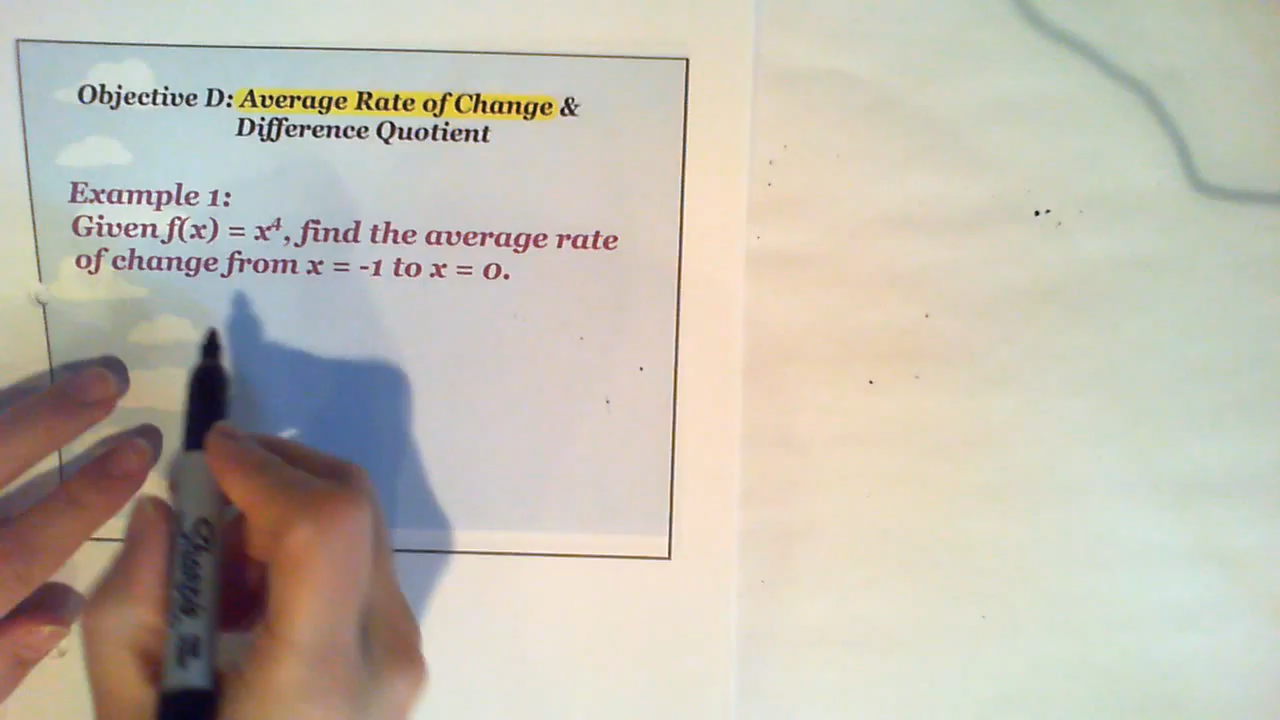 Objective D: Average Rate of Change &
Difference Quotient
Example 1:
Given f(x) = x⁴, find the average rate
of change from x = -1 to x = 0.
Sharpie